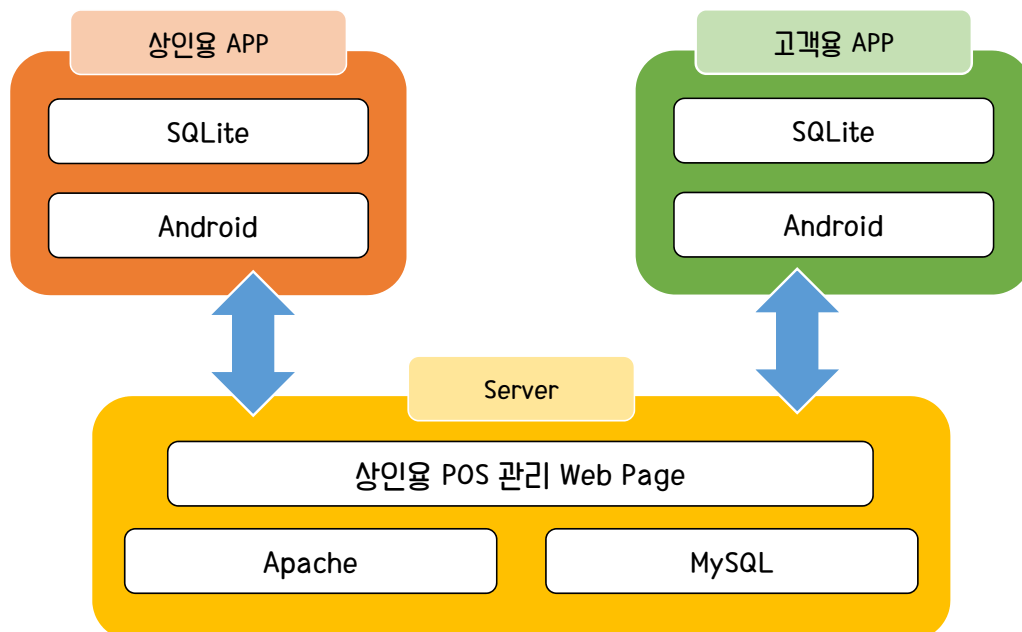 상인용 APP
SQLite
Android
고객용 APP
SQLite
Android
Server
상인용 POS 관리 Web Page
Apache
MySQL